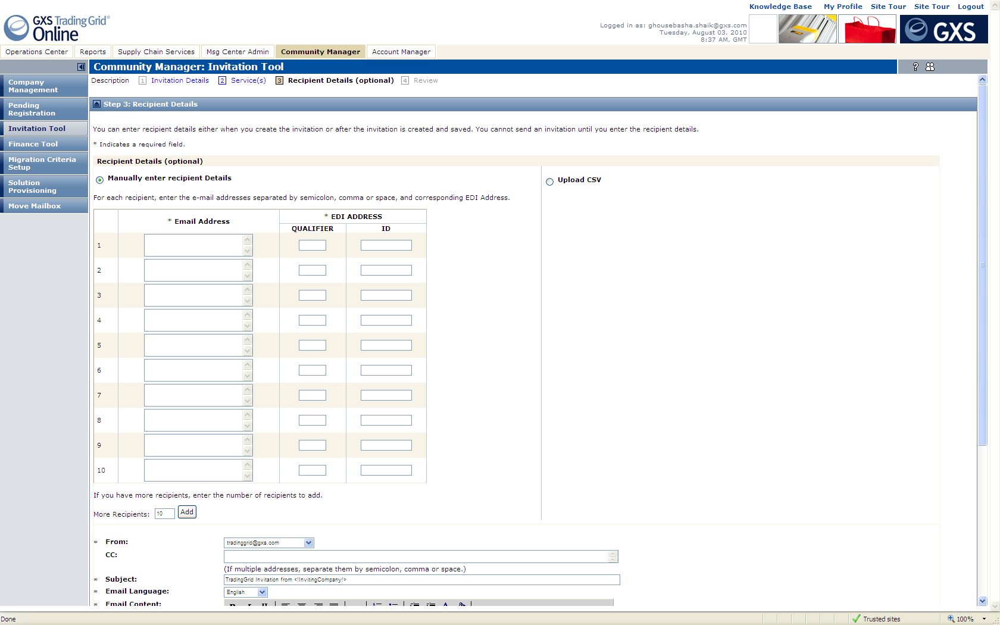 Knowledge Base My Profile Site Tour Site Tour Logout
GXS Trading Grid®
Online
Logged in as: ghousebasha.shaik@gxs.com
Tuesday, August 03, 2010
8:37 AM, GMT
GXS
Operations Center Reports Supply Chain Services Msg Center Admin Community Manager Account Manager
Community Manager: Invitation Tool
?
Description 1 Invitation Details 2 Service(s) 3 Recipient Details (optional) 4 Review
Company
Management
Pending
Registration
Invitation Tool
Finance Tool
Migration Criteria
Setup
Solution
Provisioning
Move Mailbox
Step 3: Recipient Details
You can enter recipient details either when you create the invitation or after the invitation is created and saved. You cannot send an invitation until you enter the recipient details.
* Indicates a required field.
Recipient Details (optional)
Manually enter recipient Details
Upload CSV
For each recipient, enter the e-mail addresses separated by semicolon, comma or space, and corresponding EDI Address.
* Email Address * EDI ADDRESS
QUALIFIER ID
1
2
3
4
5
6
7
8
9
10
If you have more recipients, enter the number of recipients to add.
More Recipients: 10 Add
* From: tradinggrid@gxs.com
CC:
(If multiple addresses, separate them by semicolon, comma or space.)
* Subject: TradingGrid Invitation from <!InvitingCompany!>
* Email Language: English
* Email Content:
Done Trusted sites 100%